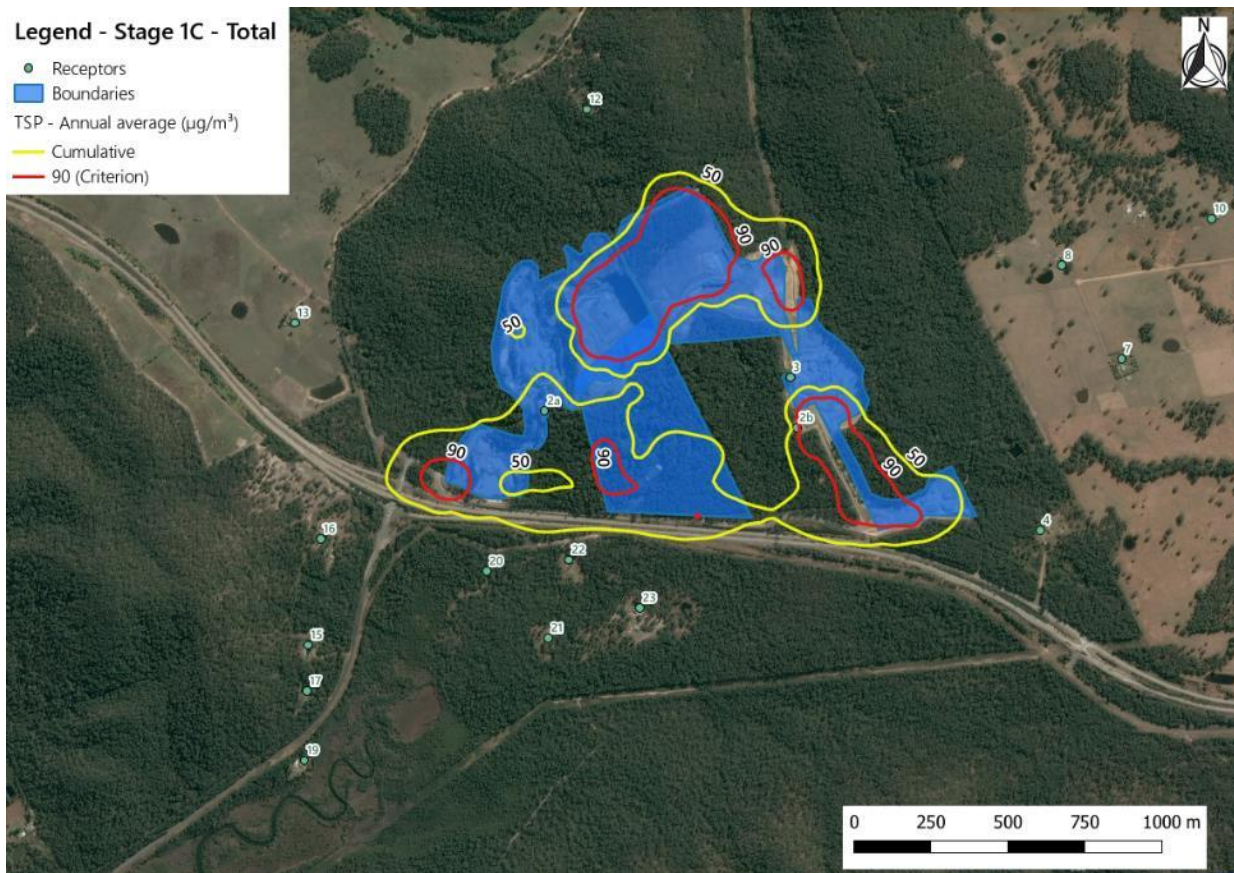 Legend - Stage 1C - Total
Receptors
Boundaries
TSP - Annual average (µg/m³)
Cumulative
90 (Criterion)
N
12
50
10
90
90
8
13
50
7
3
2a
2b
90
50
90
90
50
16
4
20
22
23
21
15
17
19
0 250 500 750 1000 m